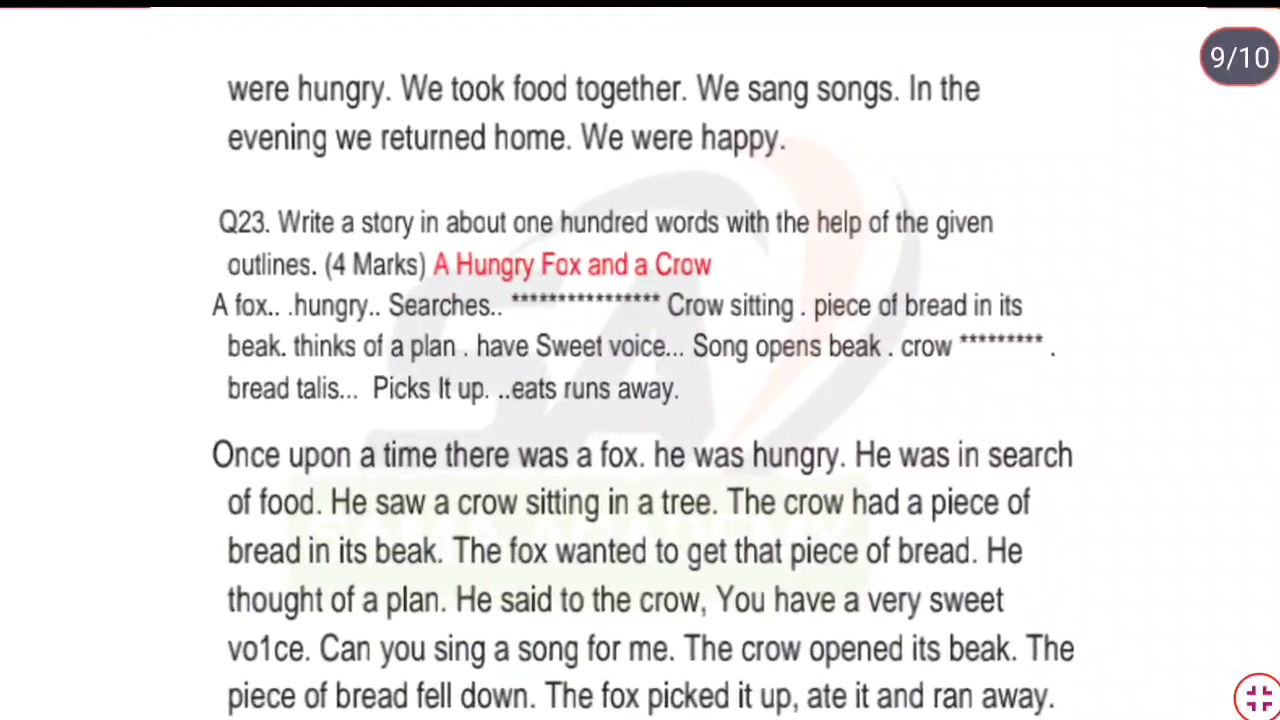 9/10
were hungry. We took food together. We sang songs. In the
evening we returned home. We were happy.
Q23. Write a story in about one hundred words with the help of the given
outlines. (4 Marks) A Hungry Fox and a Crow
A fox.. .hungry.. Searches.. **************** Crow sitting . piece of bread in its
beak. thinks of a plan . have Sweet voice... Song opens beak . crow ********* .
bread talis... Picks It up. ..eats runs away.
Once upon a time there was a fox. he was hungry. He was in search
of food. He saw a crow sitting in a tree. The crow had a piece of
bread in its beak. The fox wanted to get that piece of bread. He
thought of a plan. He said to the crow, You have a very sweet
vo1ce. Can you sing a song for me. The crow opened its beak. The
piece of bread fell down. The fox picked it up, ate it and ran away.